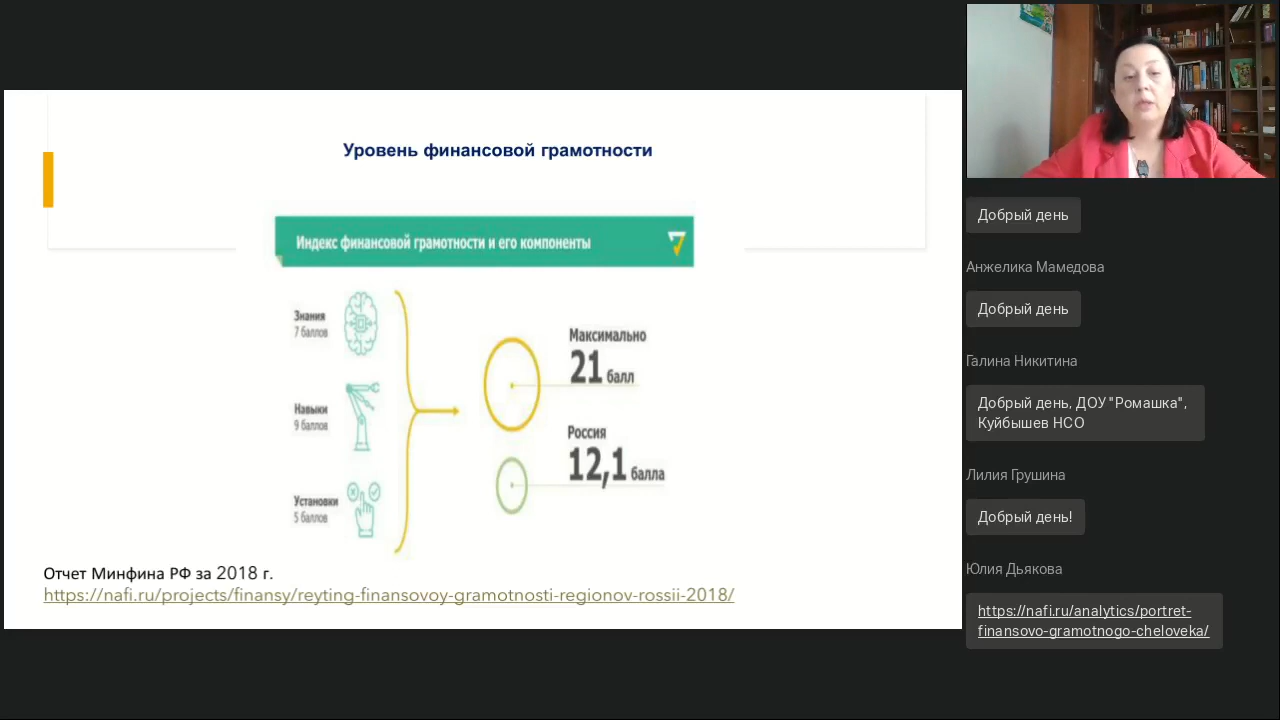 Уровень финансовой грамотности
Индекс финансовой грамотности и его компоненты
Знания
7 баллов
Навыки
9 баллов
Установки
5 баллов
Максимально
21 балл
Россия
12,1 балла
Отчет Минфина РФ за 2018 г.
https://nafi.ru/projects/finansy/reyting-finansovoy-gramotnosti-regionov-rossii-2018/
Добрый день
Анжелика Мамедова
Добрый день
Галина Никитина
Добрый день, ДОУ "Ромашка",
Куйбышев НСО
Лилия Грушина
Добрый день!
Юлия Дьякова
https://nafi.ru/analytics/portret-
finansovo-gramotnogo-cheloveka/